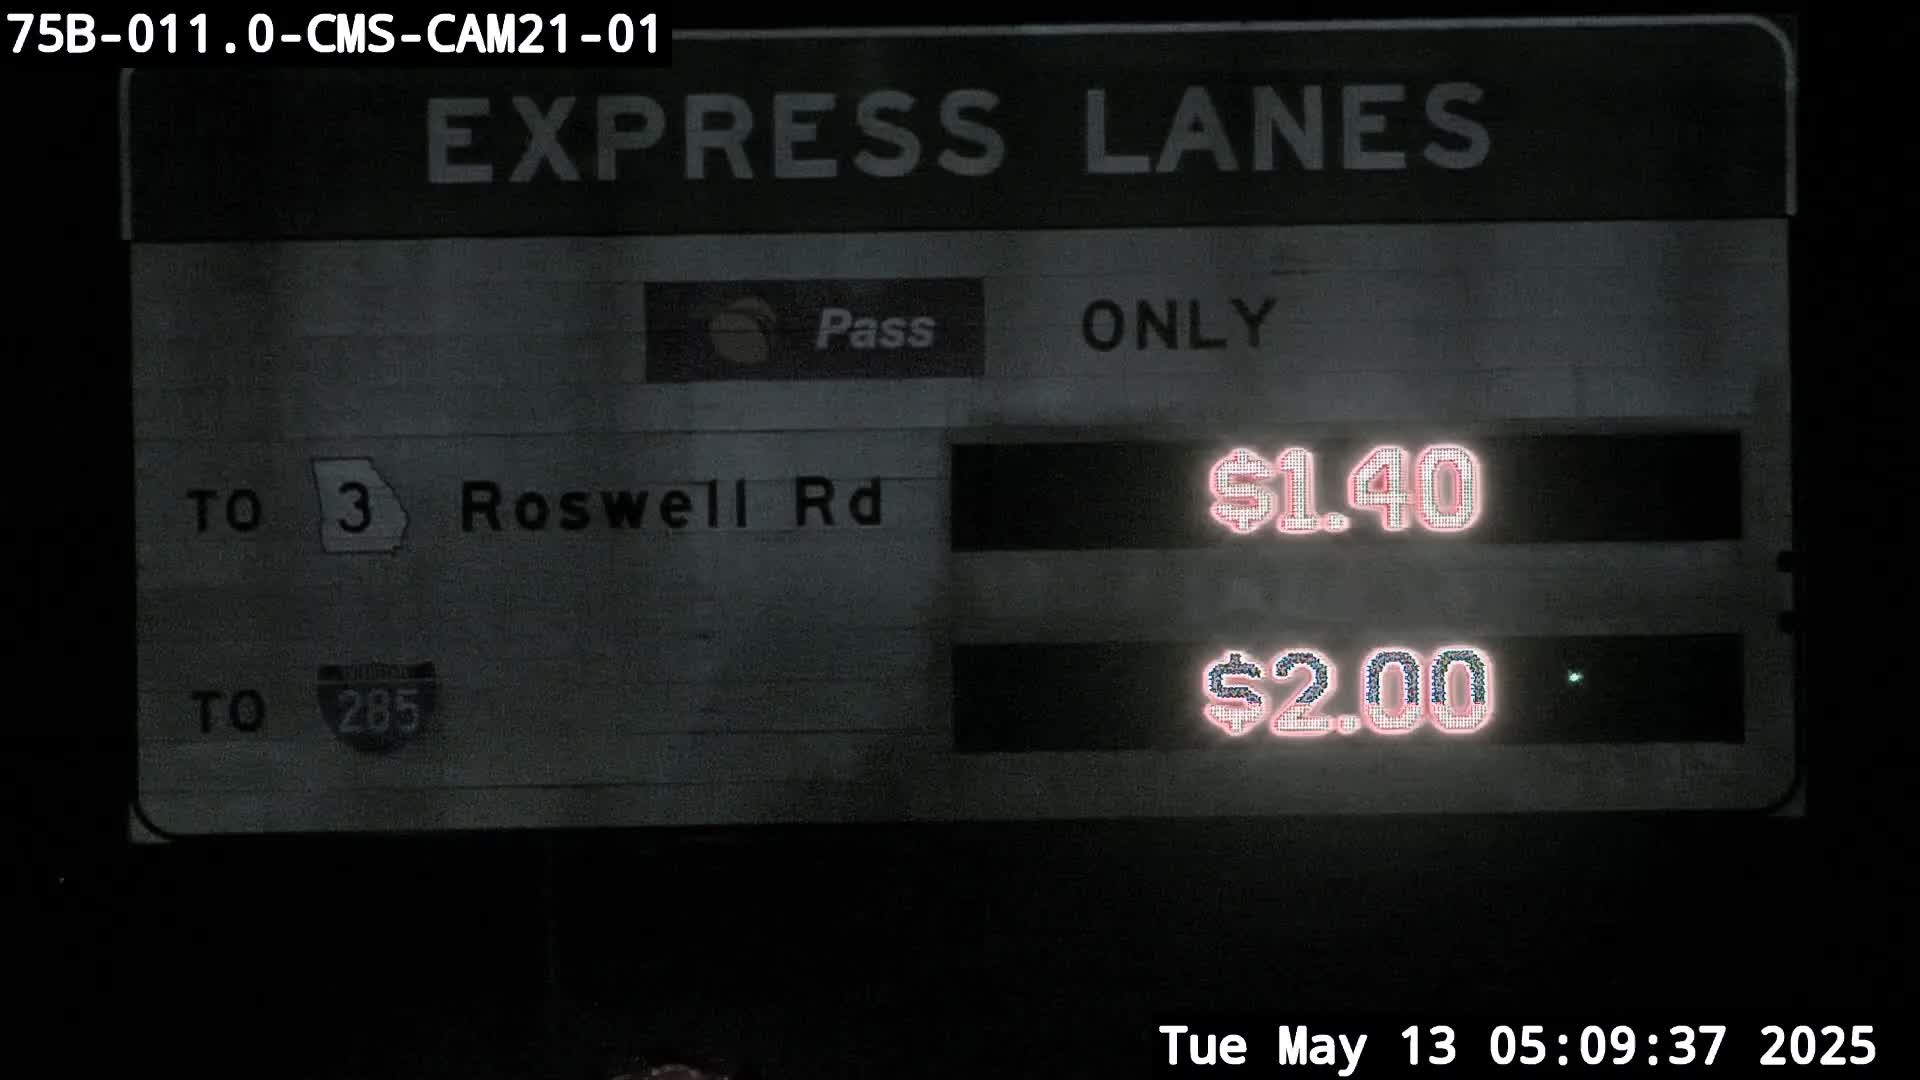 75B-011.0-CMS-CAM21-01
EXPRESS LANES
Pass ONLY
TO 3 Roswell Rd $1.40
TO 285 $2.00
Tue May 13 05:09:37 2025